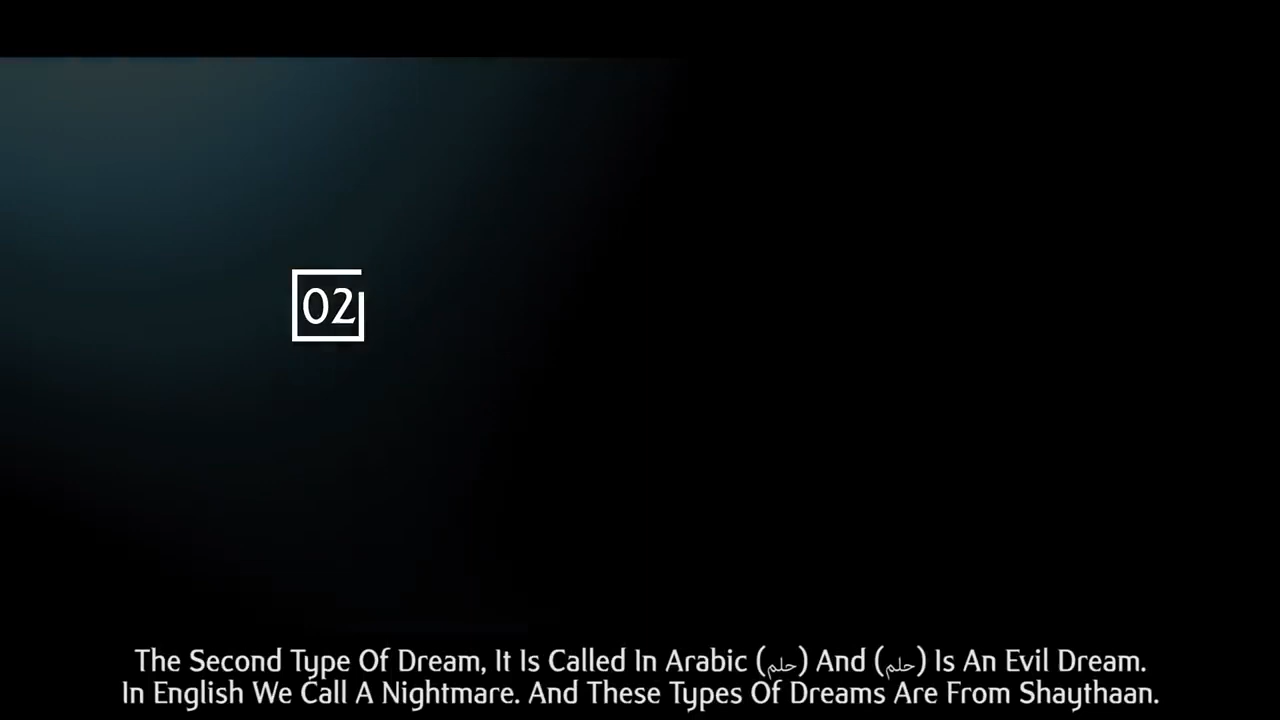 02
The Second Type Of Dream, It Is Called In Arabic (حلم) And (حلم) Is An Evil Dream.
In English We Call A Nightmare. And These Types Of Dreams Are From Shaythaan.